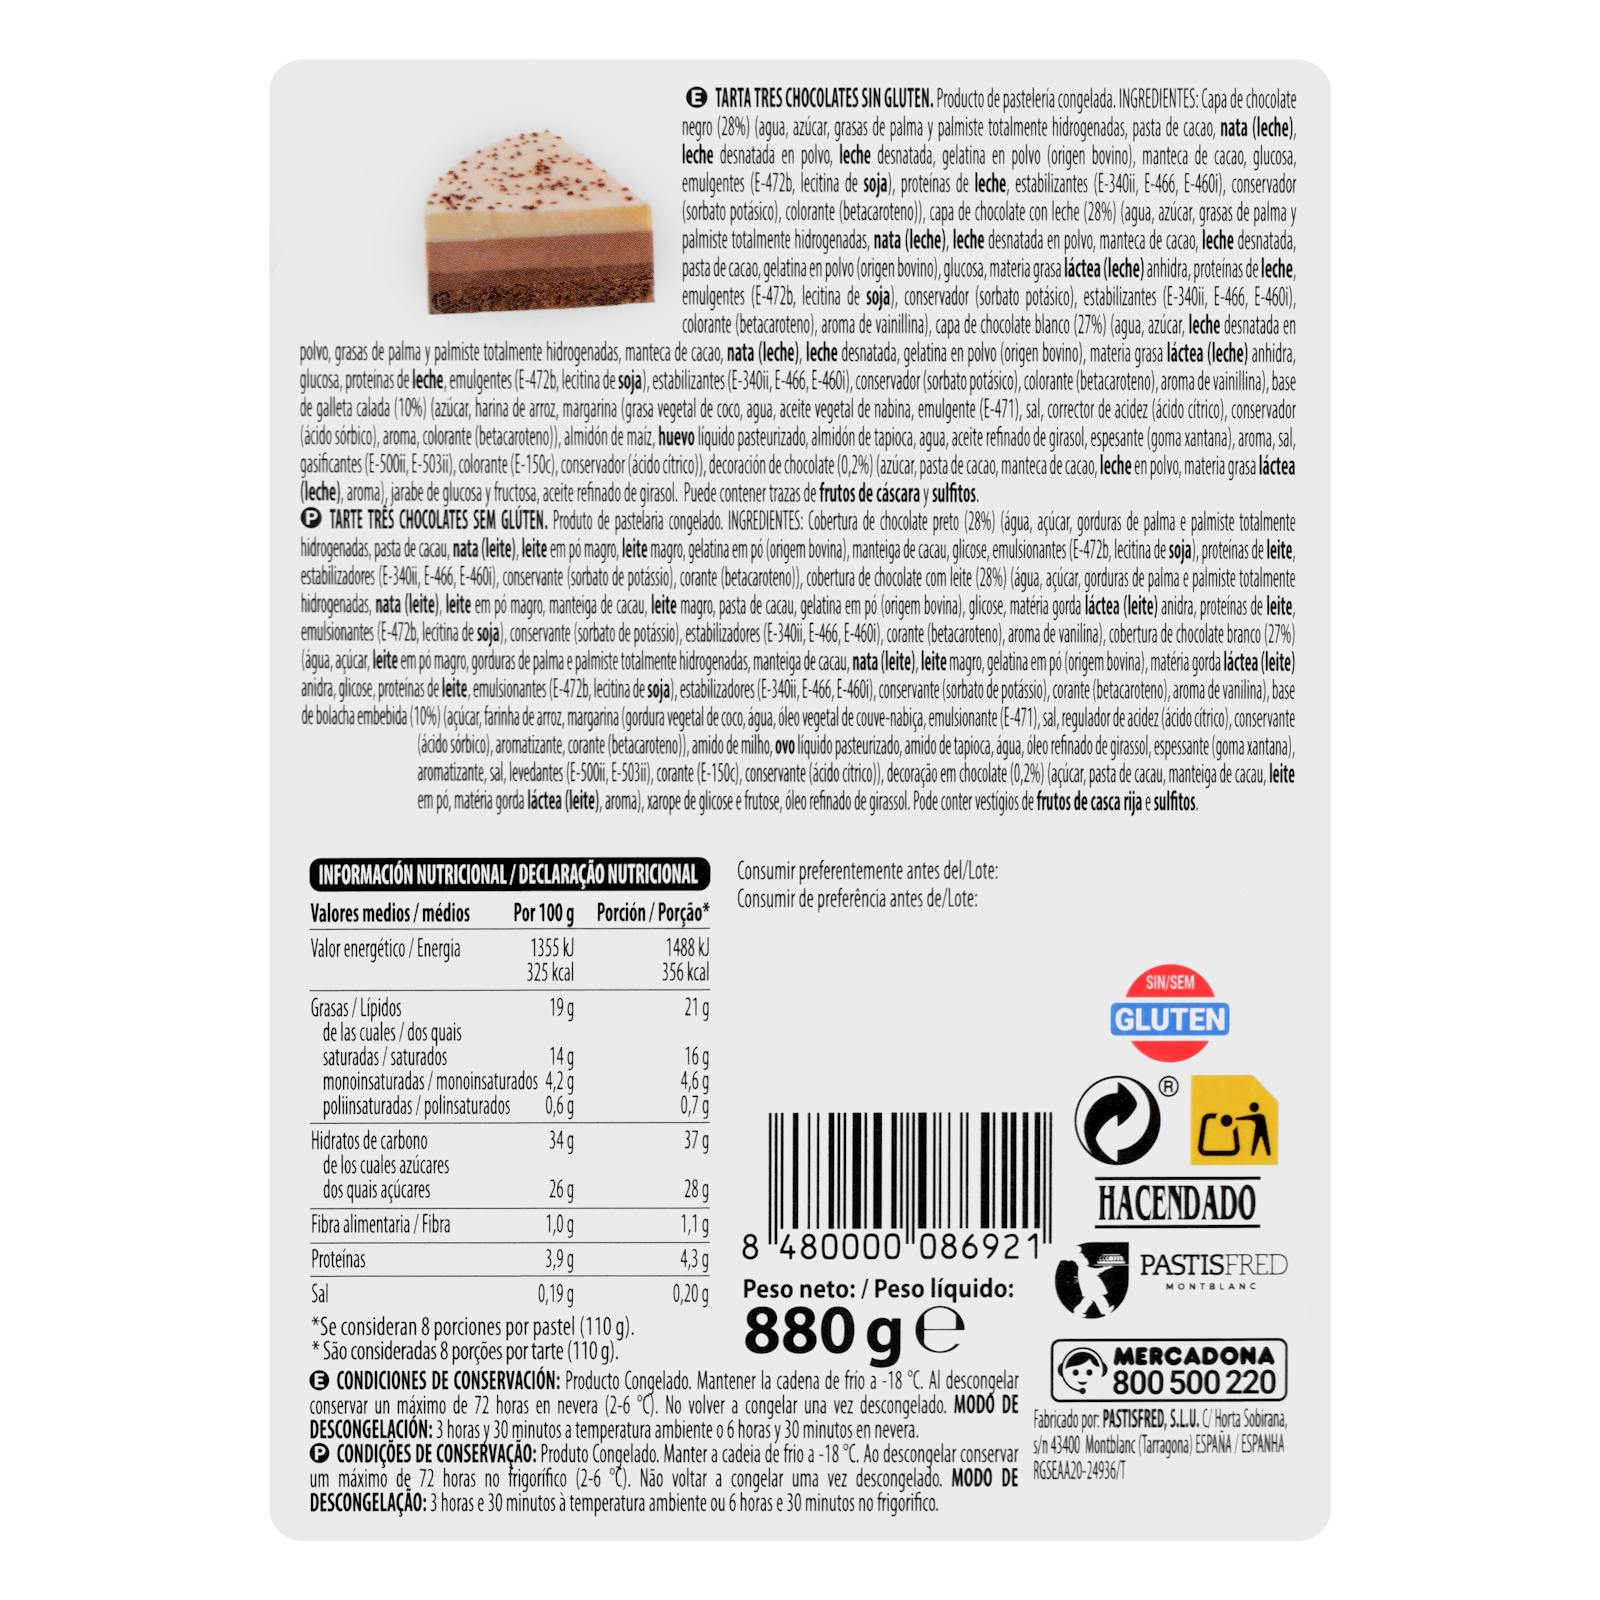 E TARTA TRES CHOCOLATES SIN GLUTEN. Producto de pastelería congelada. INGREDIENTES: Capa de chocolate
negro (28%) (agua, azúcar, grasas de palma y palmiste totalmente hidrogenadas, pasta de cacao, nata (leche),
leche desnatada en polvo, leche desnatada, gelatina en polvo (origen bovino), manteca de cacao, glucosa,
emulgentes (E-472b, lecitina de soja), proteínas de leche, estabilizantes (E-340ii, E-466, E-460i), conservador
(sorbato potásico), colorante (betacaroteno)), capa de chocolate con leche (28%) (agua, azúcar, grasas de palma y
palmiste totalmente hidrogenadas, nata (leche), leche desnatada en polvo, manteca de cacao, leche desnatada,
pasta de cacao, gelatina en polvo (origen bovino), glucosa, materia grasa láctea (leche) anhidra, proteínas de leche,
emulgentes (E-472b, lecitina de soja), conservador (sorbato potásico), estabilizantes (E-340ii, E-466, E-460i),
colorante (betacaroteno), aroma de vainillina), capa de chocolate blanco (27%) (agua, azúcar, leche desnatada en
polvo, grasas de palma y palmiste totalmente hidrogenadas, manteca de cacao, nata (leche), leche desnatada, gelatina en polvo (origen bovino), materia grasa láctea (leche) anhidra,
glucosa, proteínas de leche, emulgentes (E-472b, lecitina de soja), estabilizantes (E-340ii, E-466, E-460i), conservador (sorbato potásico), colorante (betacaroteno), aroma de vainillina), base
de galleta calada (10%) (azúcar, harina de arroz, margarina (grasa vegetal de coco, agua, aceite vegetal de nabina, emulgente (E-471), sal, corrector de acidez (ácido cítrico), conservador
(ácido sórbico), aroma, colorante (betacaroteno)), almidón de maíz, huevo líquido pasteurizado, almidón de tapioca, agua, aceite refinado de girasol, espesante (goma xantana), aroma, sal,
gasificantes (E-500ii, E-503ii), colorante (E-150c), conservador (ácido cítrico)), decoración de chocolate (0,2%) (azúcar, pasta de cacao, manteca de cacao, leche en polvo, materia grasa láctea
(leche), aroma), jarabe de glucosa y fructosa, aceite refinado de girasol. Puede contener trazas de frutos de cáscara y sulfitos.
P TARTE TRÊS CHOCOLATES SEM GLÚTEN. Produto de pastelaria congelado. INGREDIENTES: Cobertura de chocolate preto (28%) (água, açúcar, gorduras de palma e palmiste totalmente
hidrogenadas, pasta de cacau, nata (leite), leite em pó magro, leite magro, gelatina em pó (origem bovina), manteiga de cacau, glicose, emulsionantes (E-472b, lecitina de soja), proteínas de leite,
estabilizadores (E-340ii, E-466, E-460i), conservante (sorbato de potássio), corante (betacaroteno)), cobertura de chocolate com leite (28%) (água, açúcar, gorduras de palma e palmiste totalmente
hidrogenadas, nata (leite), leite em pó magro, manteiga de cacau, leite magro, pasta de cacau, gelatina em pó (origem bovina), glicose, matéria gorda láctea (leite) anidra, proteínas de leite,
emulsionantes (E-472b, lecitina de soja), conservante (sorbato de potássio), estabilizadores (E-340ii, E-466, E-460i), corante (betacaroteno), aroma de vanilina), cobertura de chocolate branco (27%)
(água, açúcar, leite em pó magro, gorduras de palma e palmiste totalmente hidrogenadas, manteiga de cacau, nata (leite), leite magro, gelatina em pó (origem bovina), matéria gorda láctea (leite)
anidra, glicose, proteínas de leite, emulsionantes (E-472b, lecitina de soja), estabilizadores (E-340ii, E-466, E-460i), conservante (sorbato de potássio), corante (betacaroteno), aroma de vanilina), base
de bolacha embebida (10%) (açúcar, farinha de arroz, margarina (gordura vegetal de coco, água, óleo vegetal de couve-nabiça, emulsionante (E-471), sal, regulador de acidez (ácido cítrico), conservante
(ácido sórbico), aromatizante, corante (betacaroteno)), amido de milho, ovo líquido pasteurizado, amido de tapioca, água, óleo refinado de girassol, espessante (goma xantana),
aromatizante, sal, levedantes (E-500ii, E-503ii), corante (E-150c), conservante (ácido cítrico)), decoração em chocolate (0,2%) (açúcar, pasta de cacau, manteiga de cacau, leite
em pó, matéria gorda láctea (leite), aroma), xarope de glicose e frutose, óleo refinado de girassol. Pode conter vestígios de frutos de casca rija e sulfitos.
INFORMACIÓN NUTRICIONAL / DECLARAÇÃO NUTRICIONAL
Valores medios / médios Por 100 g Porción / Porção*
Valor energético / Energia 1355 kJ 1488 kJ
325 kcal 356 kcal
Grasas / Lípidos 19 g 21 g
de las cuales / dos quais
saturadas / saturados 14 g 16 g
monoinsaturadas / monoinsaturados 4,2 g 4,6 g
poliinsaturadas / polinsaturados 0,6 g 0,7 g
Hidratos de carbono 34 g 37 g
de los cuales azúcares
dos quais açúcares 26 g 28 g
Fibra alimentaria / Fibra 1,0 g 1,1 g
Proteínas 3,9 g 4,3 g
Sal 0,19 g 0,20 g
*Se consideran 8 porciones por pastel (110 g).
* São consideradas 8 porções por tarte (110 g).
Consumir preferentemente antes del/Lote:
Consumir de preferência antes de/Lote:
SIN/SEM
GLUTEN
®
HACENDADO
PASTISFRED
MONTBLANC
8 480000 086921
Peso neto: / Peso líquido:
880 g e
MERCADONA
800 500 220
E CONDICIONES DE CONSERVACIÓN: Producto Congelado. Mantener la cadena de frío a -18 °C. Al descongelar
conservar un máximo de 72 horas en nevera (2-6 °C). No volver a congelar una vez descongelado. MODO DE
DESCONGELACIÓN: 3 horas y 30 minutos a temperatura ambiente o 6 horas y 30 minutos en nevera.
P CONDIÇÕES DE CONSERVAÇÃO: Produto Congelado. Manter a cadeia de frio a -18 °C. Ao descongelar conservar
um máximo de 72 horas no frigorífico (2-6 °C). Não voltar a congelar uma vez descongelado. MODO DE
DESCONGELAÇÃO: 3 horas e 30 minutos à temperatura ambiente ou 6 horas e 30 minutos no frigorifico.
Fabricado por: PASTISFRED, S.L.U. C/ Horta Sobirana,
s/n 43400 Montblanc (Tarragona) ESPAÑA / ESPANHA
RGSEAA20-24936/T